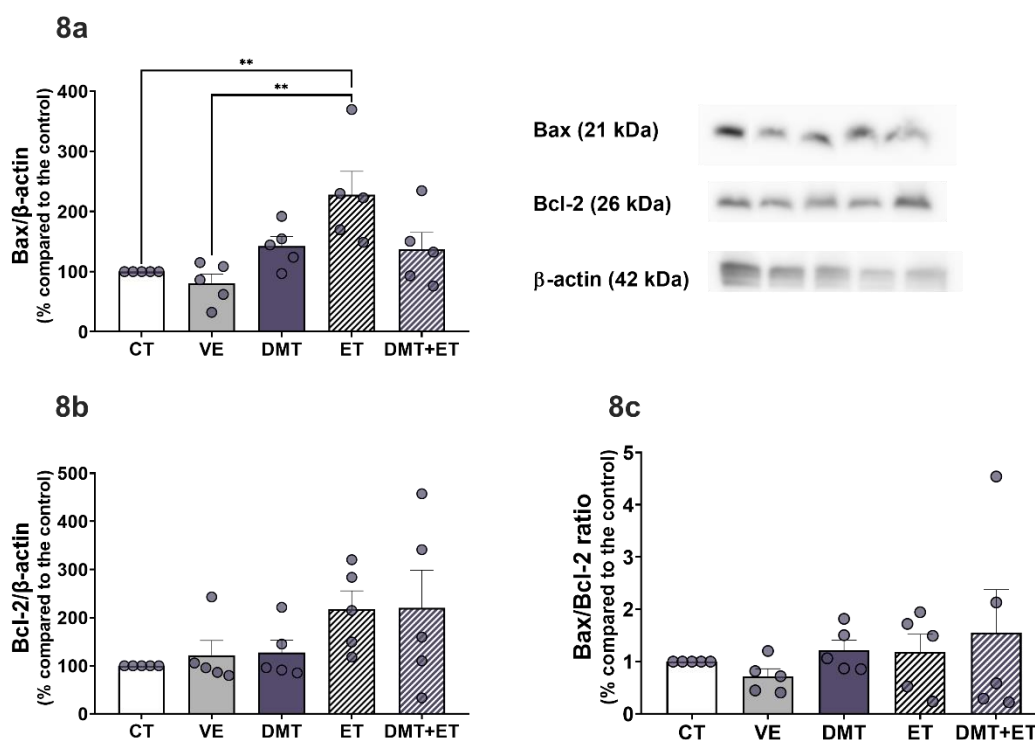 8a
**
**
Bax/β-actin
(% compared to the control)
400
300
200
100
0
CT VE DMT ET DMT+ET
Bax (21 kDa)
Bcl-2 (26 kDa)
β-actin (42 kDa)
8b
Bcl-2/β-actin
(% compared to the control)
500
400
300
200
100
0
CT VE DMT ET DMT+ET
8c
Bax/Bcl-2 ratio
(% compared to the control)
5
4
3
2
1
0
CT VE DMT ET DMT+ET